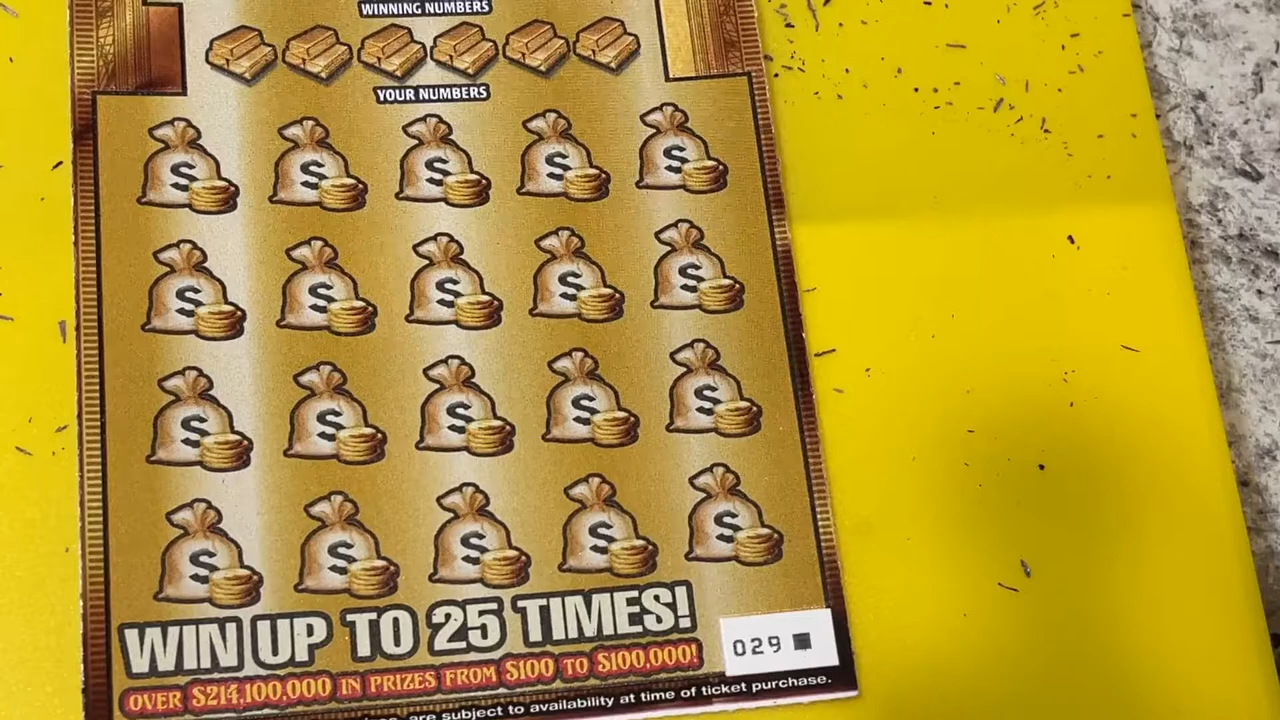 WINNING NUMBERS
YOUR NUMBERS
$ $ $ $ $
$ $ $ $ $
$ $ $ $ $
$ $ $ $ $
WIN UP TO 25 TIMES!
029
OVER $214,100,000 IN PRIZES FROM $100 TO $100,000!
are subject to availability at time of ticket purchase.